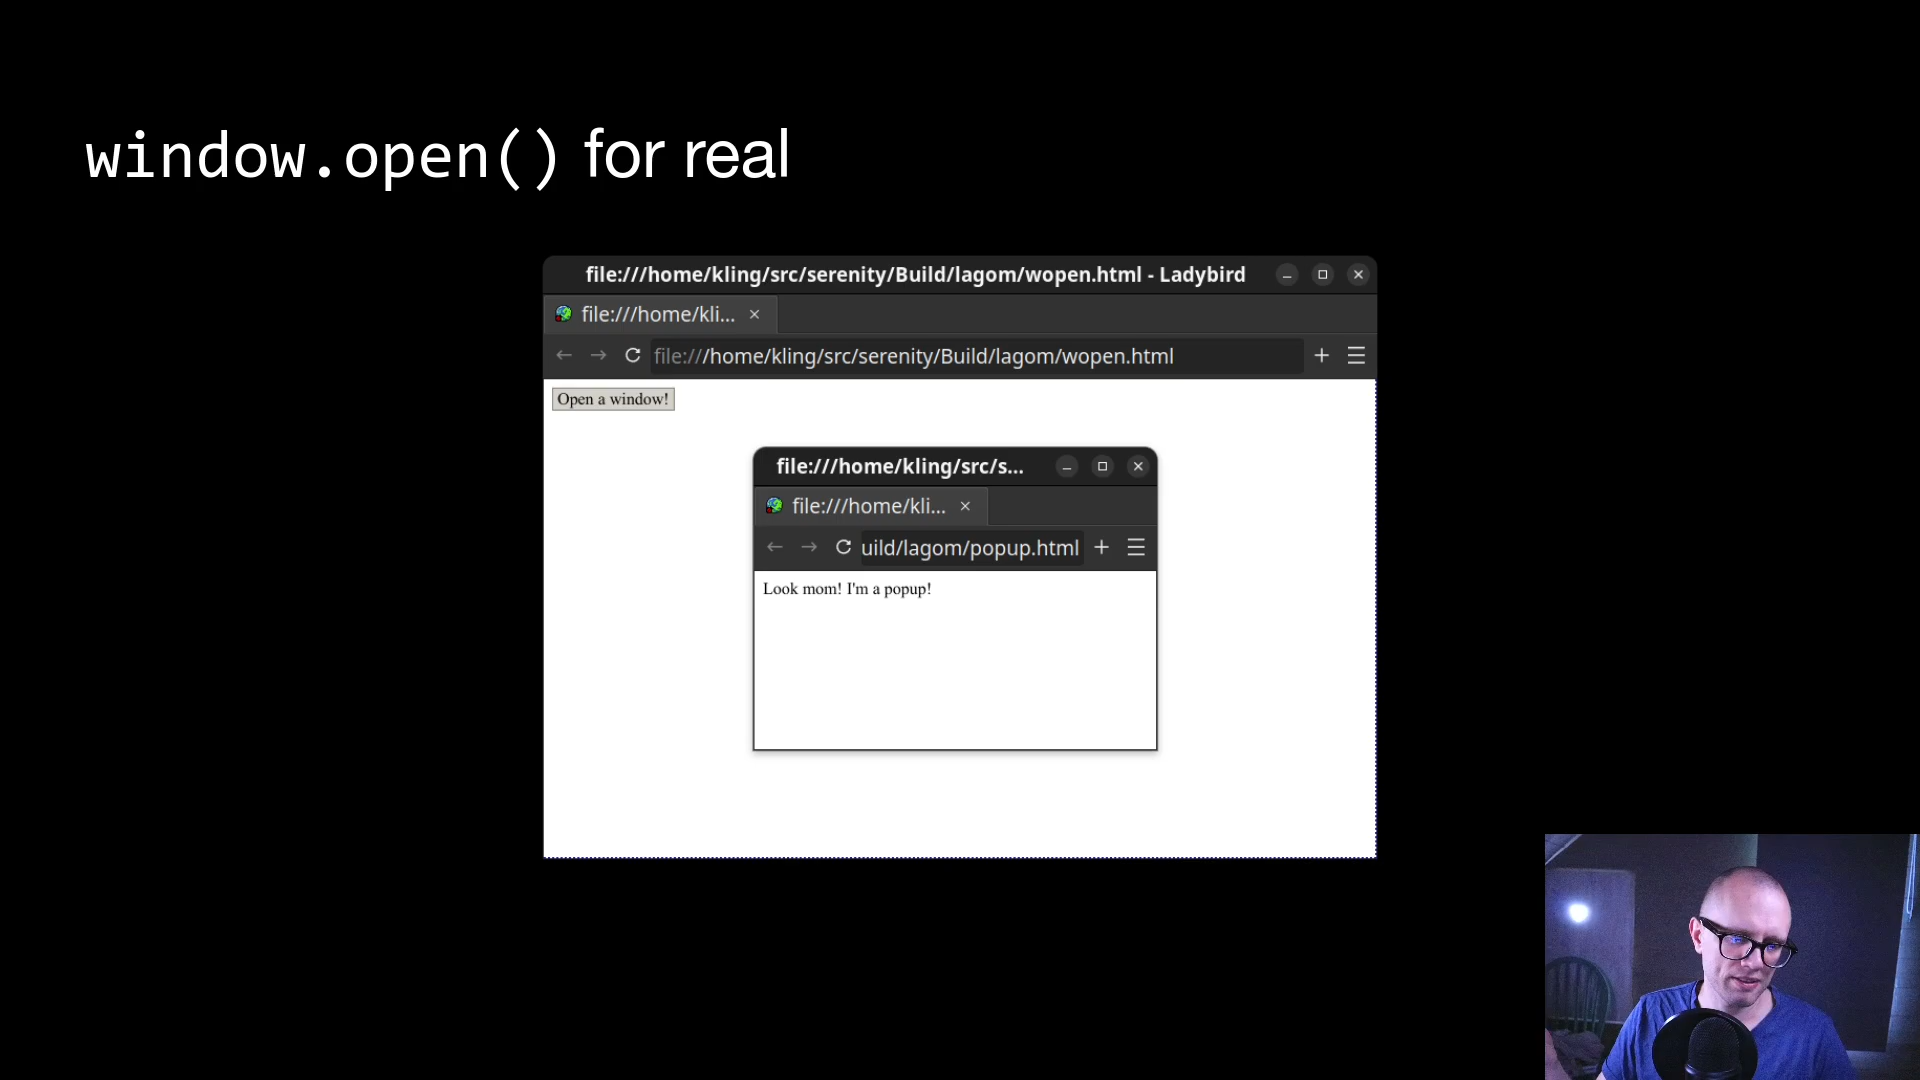 window.open() for real
file:///home/kling/src/serenity/Build/lagom/wopen.html - Ladybird
file:///home/kli...
file:///home/kling/src/serenity/Build/lagom/wopen.html
Open a window!
file:///home/kling/src/s...
file:///home/kli...
uild/lagom/popup.html
Look mom! I'm a popup!